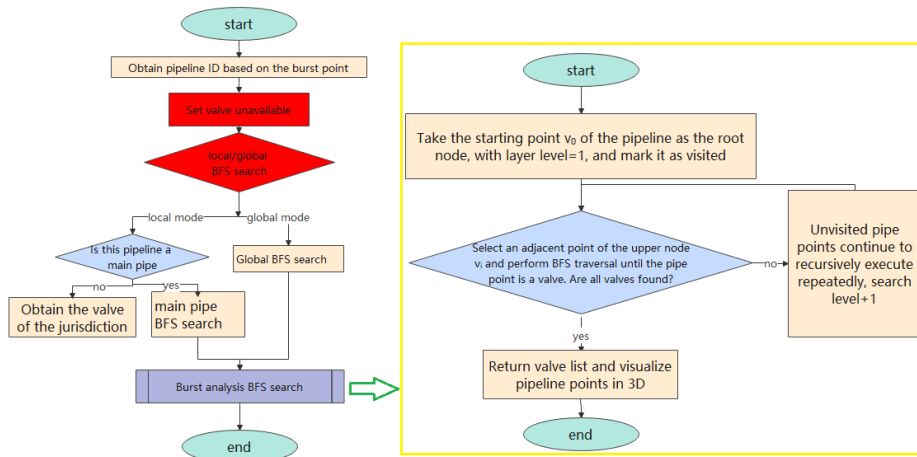 start
Obtain pipeline ID based on the burst point
Set valve unavailable
local/global
BFS search
local mode
global mode
Is this pipeline a
main pipe
Global BFS search
no
yes
Obtain the valve
of the jurisdiction
main pipe
BFS search
Burst analysis BFS search
end
start
Take the starting point v₀ of the pipeline as the root
node, with layer level=1, and mark it as visited
Select an adjacent point of the upper node
vᵢ and perform BFS traversal until the pipe
point is a valve. Are all valves found?
no
Unvisited pipe
points continue to
recursively execute
repeatedly, search
level+1
yes
Return valve list and visualize
pipeline points in 3D
end